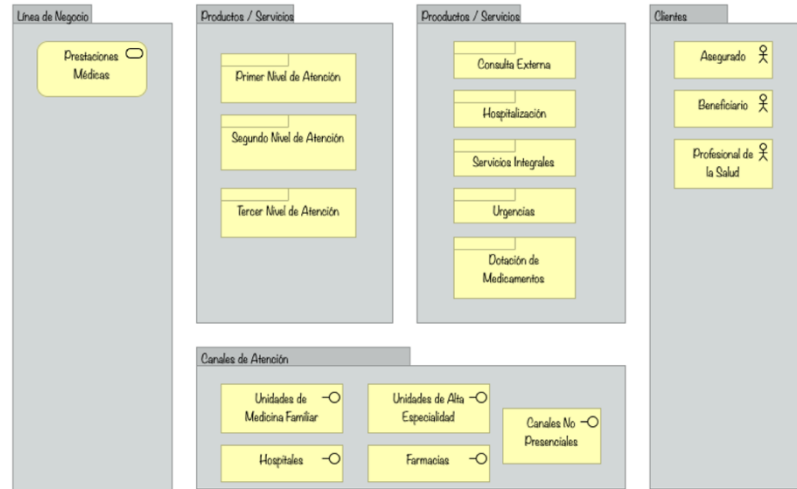 Línea de Negocio
Prestaciones
Médicas
Productos / Servicios
Primer Nivel de Atención
Segundo Nivel de Atención
Tercer Nivel de Atención
Prooductos / Servicios
Consulta Externa
Hospitalización
Servicios Integrales
Urgencias
Dotación de
Medicamentos
Clientes
Asegurado
Beneficiario
Profesional de
la Salud
Canales de Atención
Unidades de
Medicina Familiar
Unidades de Alta
Especialidad
Canales No
Presenciales
Hospitales
Farmacias